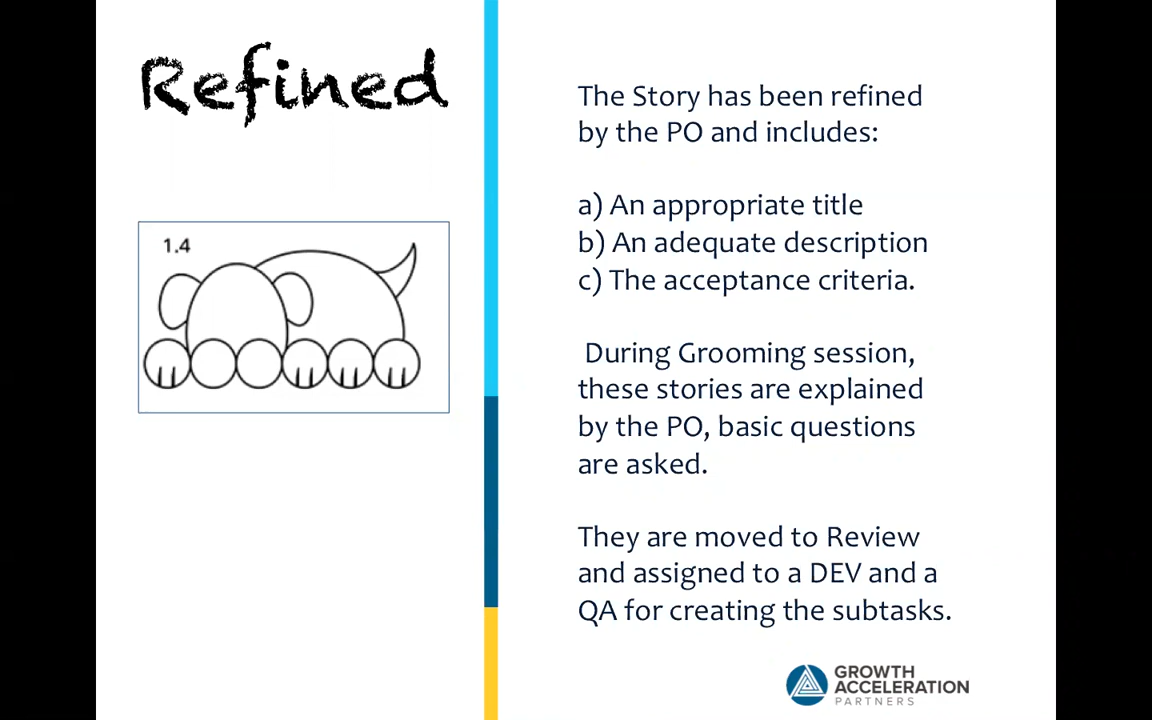 Refined
1.4
The Story has been refined
by the PO and includes:
a) An appropriate title
b) An adequate description
c) The acceptance criteria.
During Grooming session,
these stories are explained
by the PO, basic questions
are asked.
They are moved to Review
and assigned to a DEV and a
QA for creating the subtasks.
GROWTH
ACCELERATION
PARTNERS